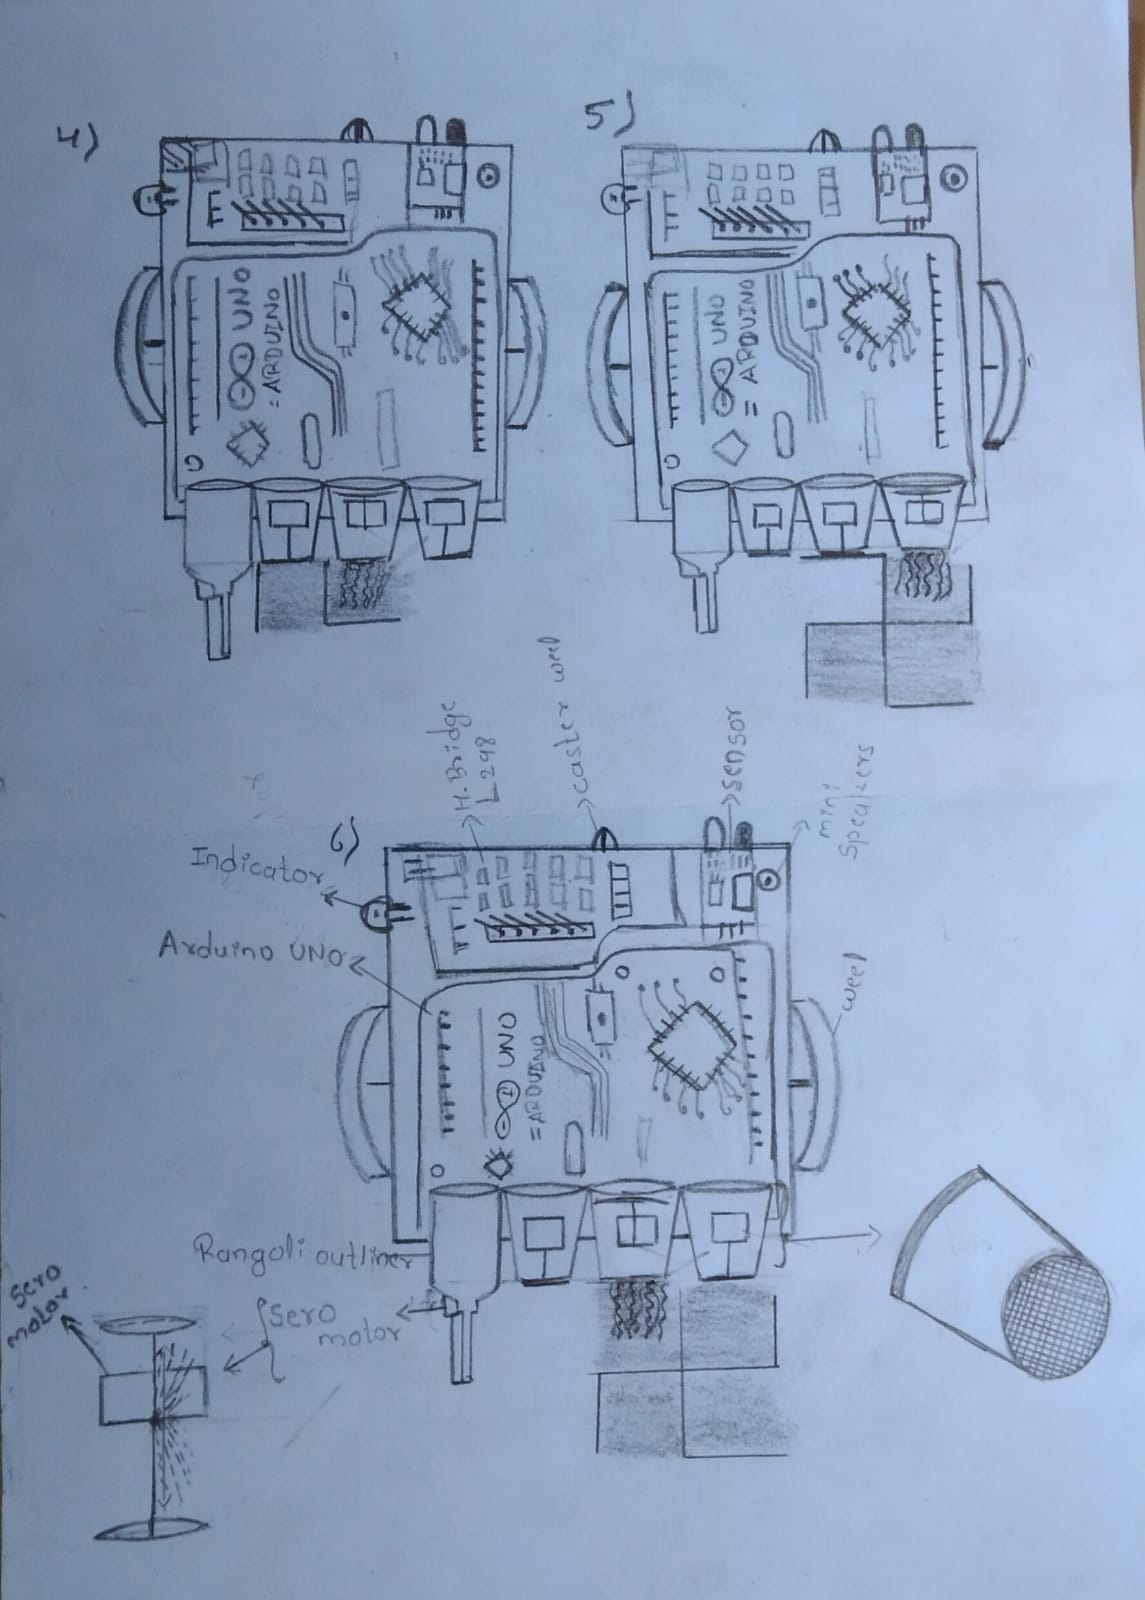 4)
5)
UNO
= ARDUINO
UNO
= ARDUINO
6)
H.Bridge
L298
caster weel
sensor
mini
speakers
Indicator
Arduino UNO
UNO
=ARDUINO
weel
Rangoli outliner
Sero
motor
Sero
motor